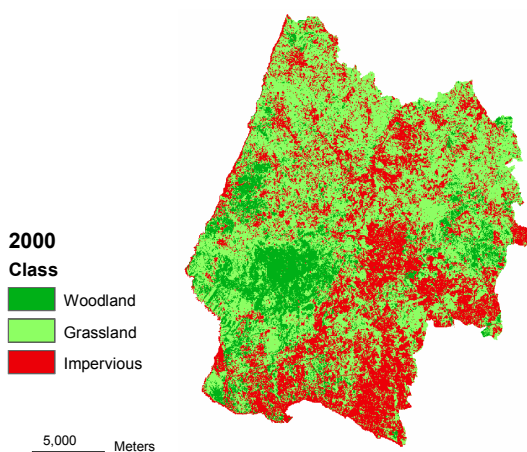 2000
Class
Woodland
Grassland
Impervious
5,000 Meters